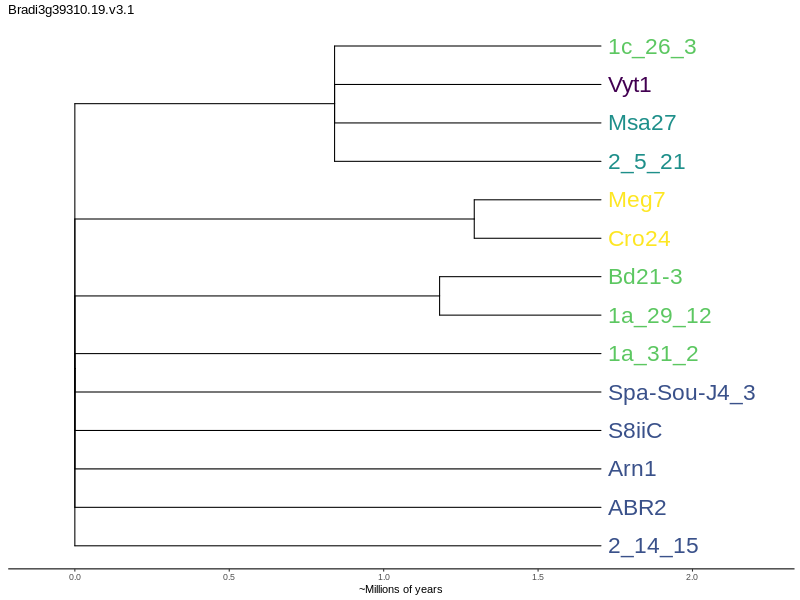 Bradi3g39310.19.v3.1
1c_26_3
Vyt1
Msa27
2_5_21
Meg7
Cro24
Bd21-3
1a_29_12
1a_31_2
Spa-Sou-J4_3
S8iiC
Arn1
ABR2
2_14_15
0.0 0.5 1.0 1.5 2.0
~Millions of years